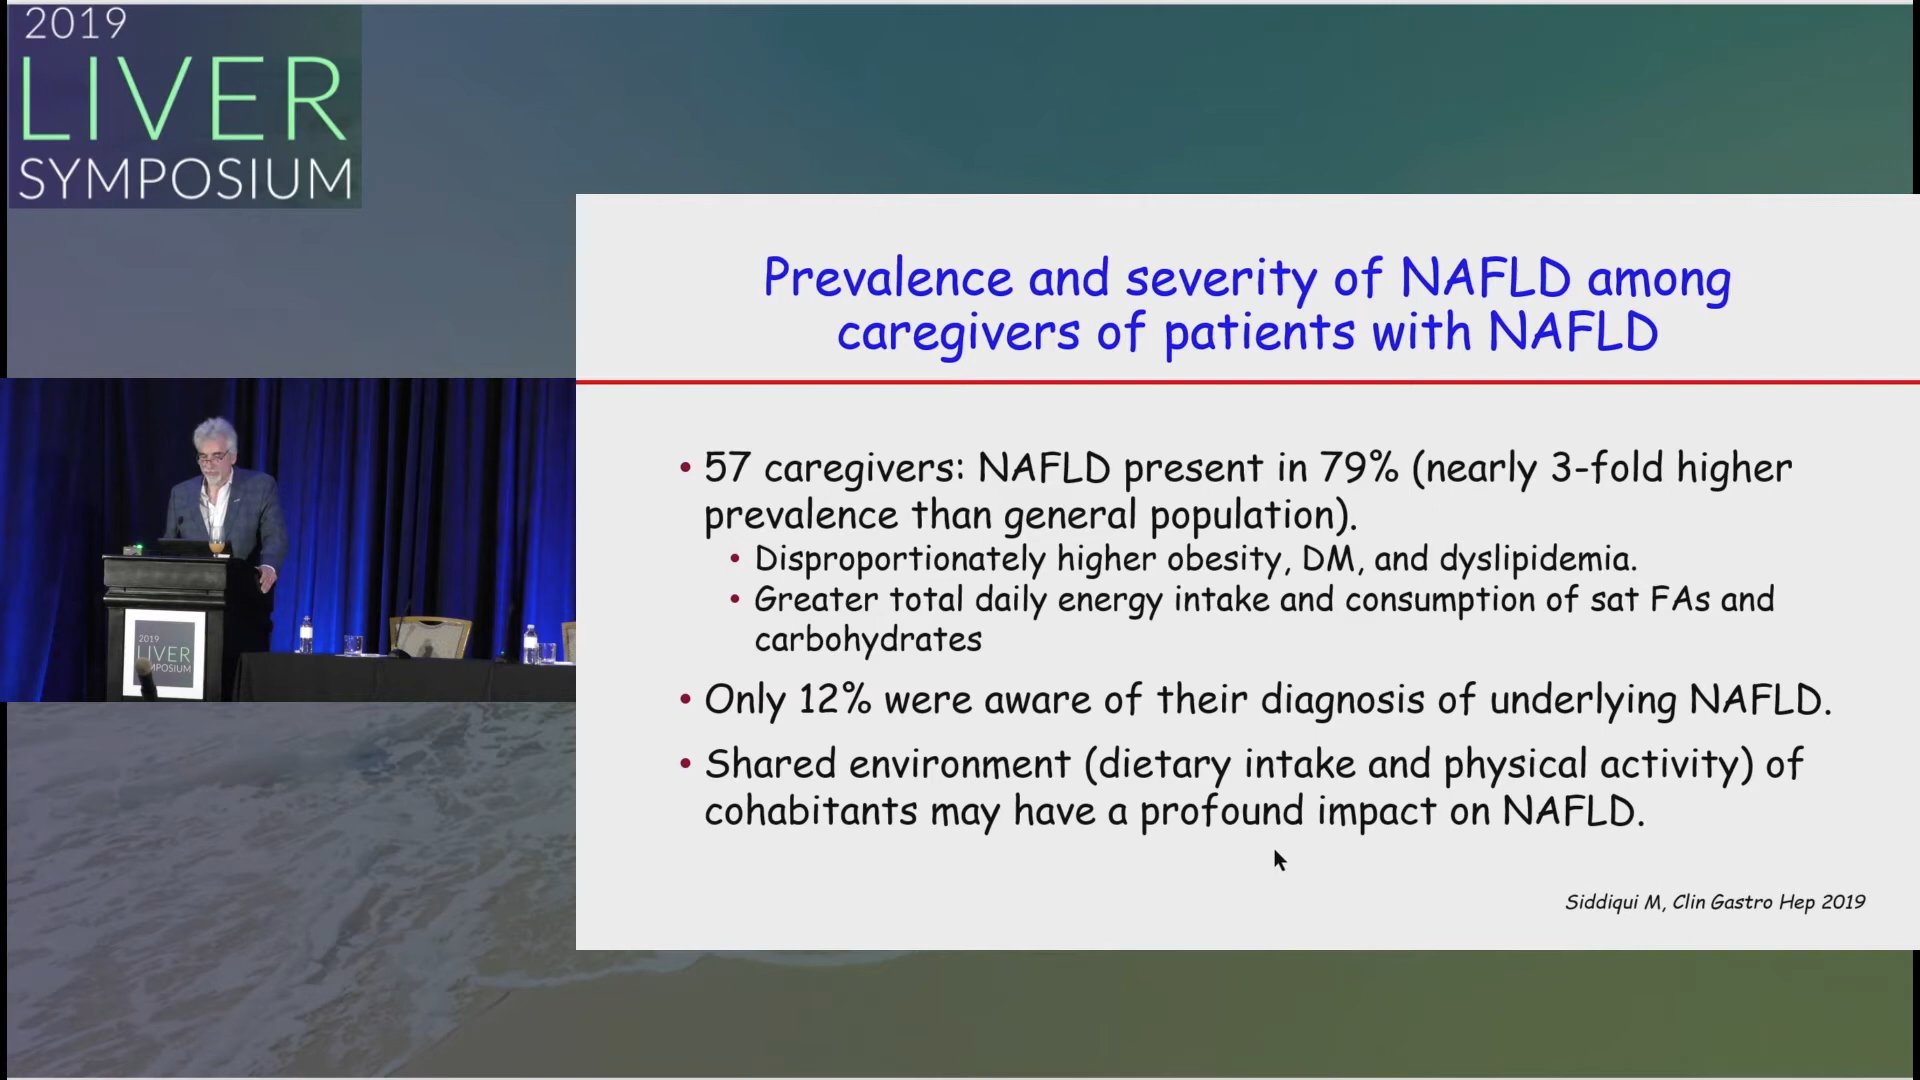 2019
LIVER
SYMPOSIUM
Prevalence and severity of NAFLD among
caregivers of patients with NAFLD
• 57 caregivers: NAFLD present in 79% (nearly 3-fold higher
prevalence than general population).
• Disproportionately higher obesity, DM, and dyslipidemia.
• Greater total daily energy intake and consumption of sat FAs and
carbohydrates
• Only 12% were aware of their diagnosis of underlying NAFLD.
• Shared environment (dietary intake and physical activity) of
cohabitants may have a profound impact on NAFLD.
Siddiqui M, Clin Gastro Hep 2019
2019
LIVER
MPOSIUM